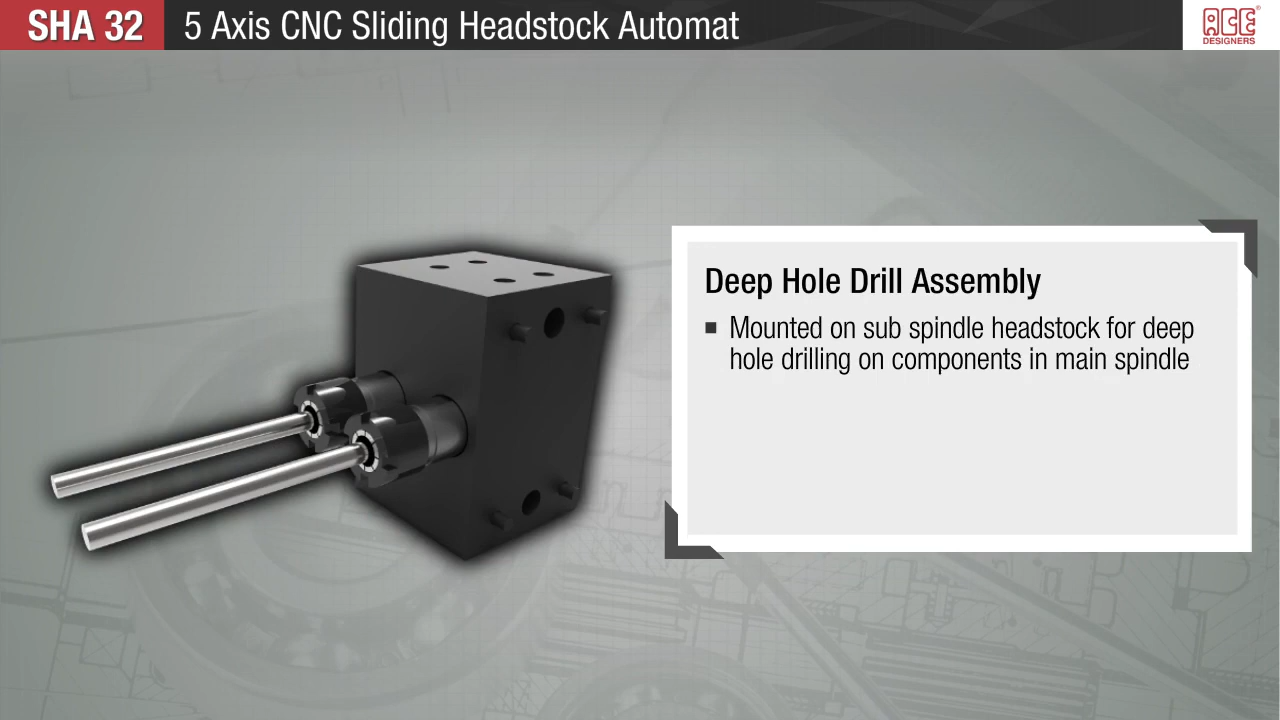 SHA 32
5 Axis CNC Sliding Headstock Automat
ACE
DESIGNERS
®
Deep Hole Drill Assembly
■ Mounted on sub spindle headstock for deep
hole drilling on components in main spindle